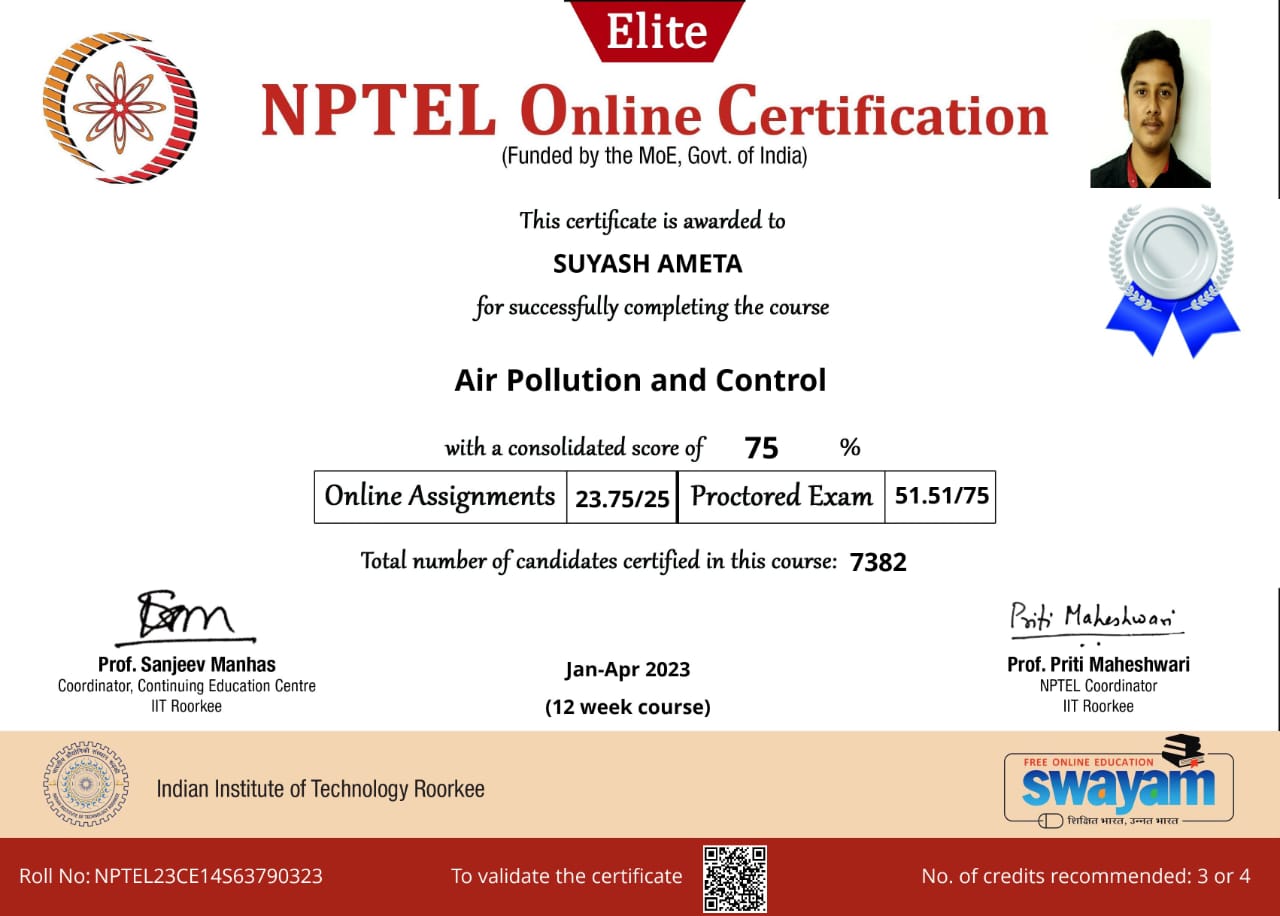 Elite
NPTEL Online Certification
(Funded by the MoE, Govt. of India)
This certificate is awarded to
SUYASH AMETA
for successfully completing the course
Air Pollution and Control
with a consolidated score of 75 %
Online Assignments 23.75/25 Proctored Exam 51.51/75
Total number of candidates certified in this course: 7382
Priti Maheshwari
Prof. Sanjeev Manhas
Coordinator, Continuing Education Centre
IIT Roorkee
Jan-Apr 2023
(12 week course)
Prof. Priti Maheshwari
NPTEL Coordinator
IIT Roorkee
Indian Institute of Technology Roorkee
FREE ONLINE EDUCATION
swayam
शिक्षित भारत, उन्नत भारत
Roll No: NPTEL23CE14S63790323
To validate the certificate
No. of credits recommended: 3 or 4